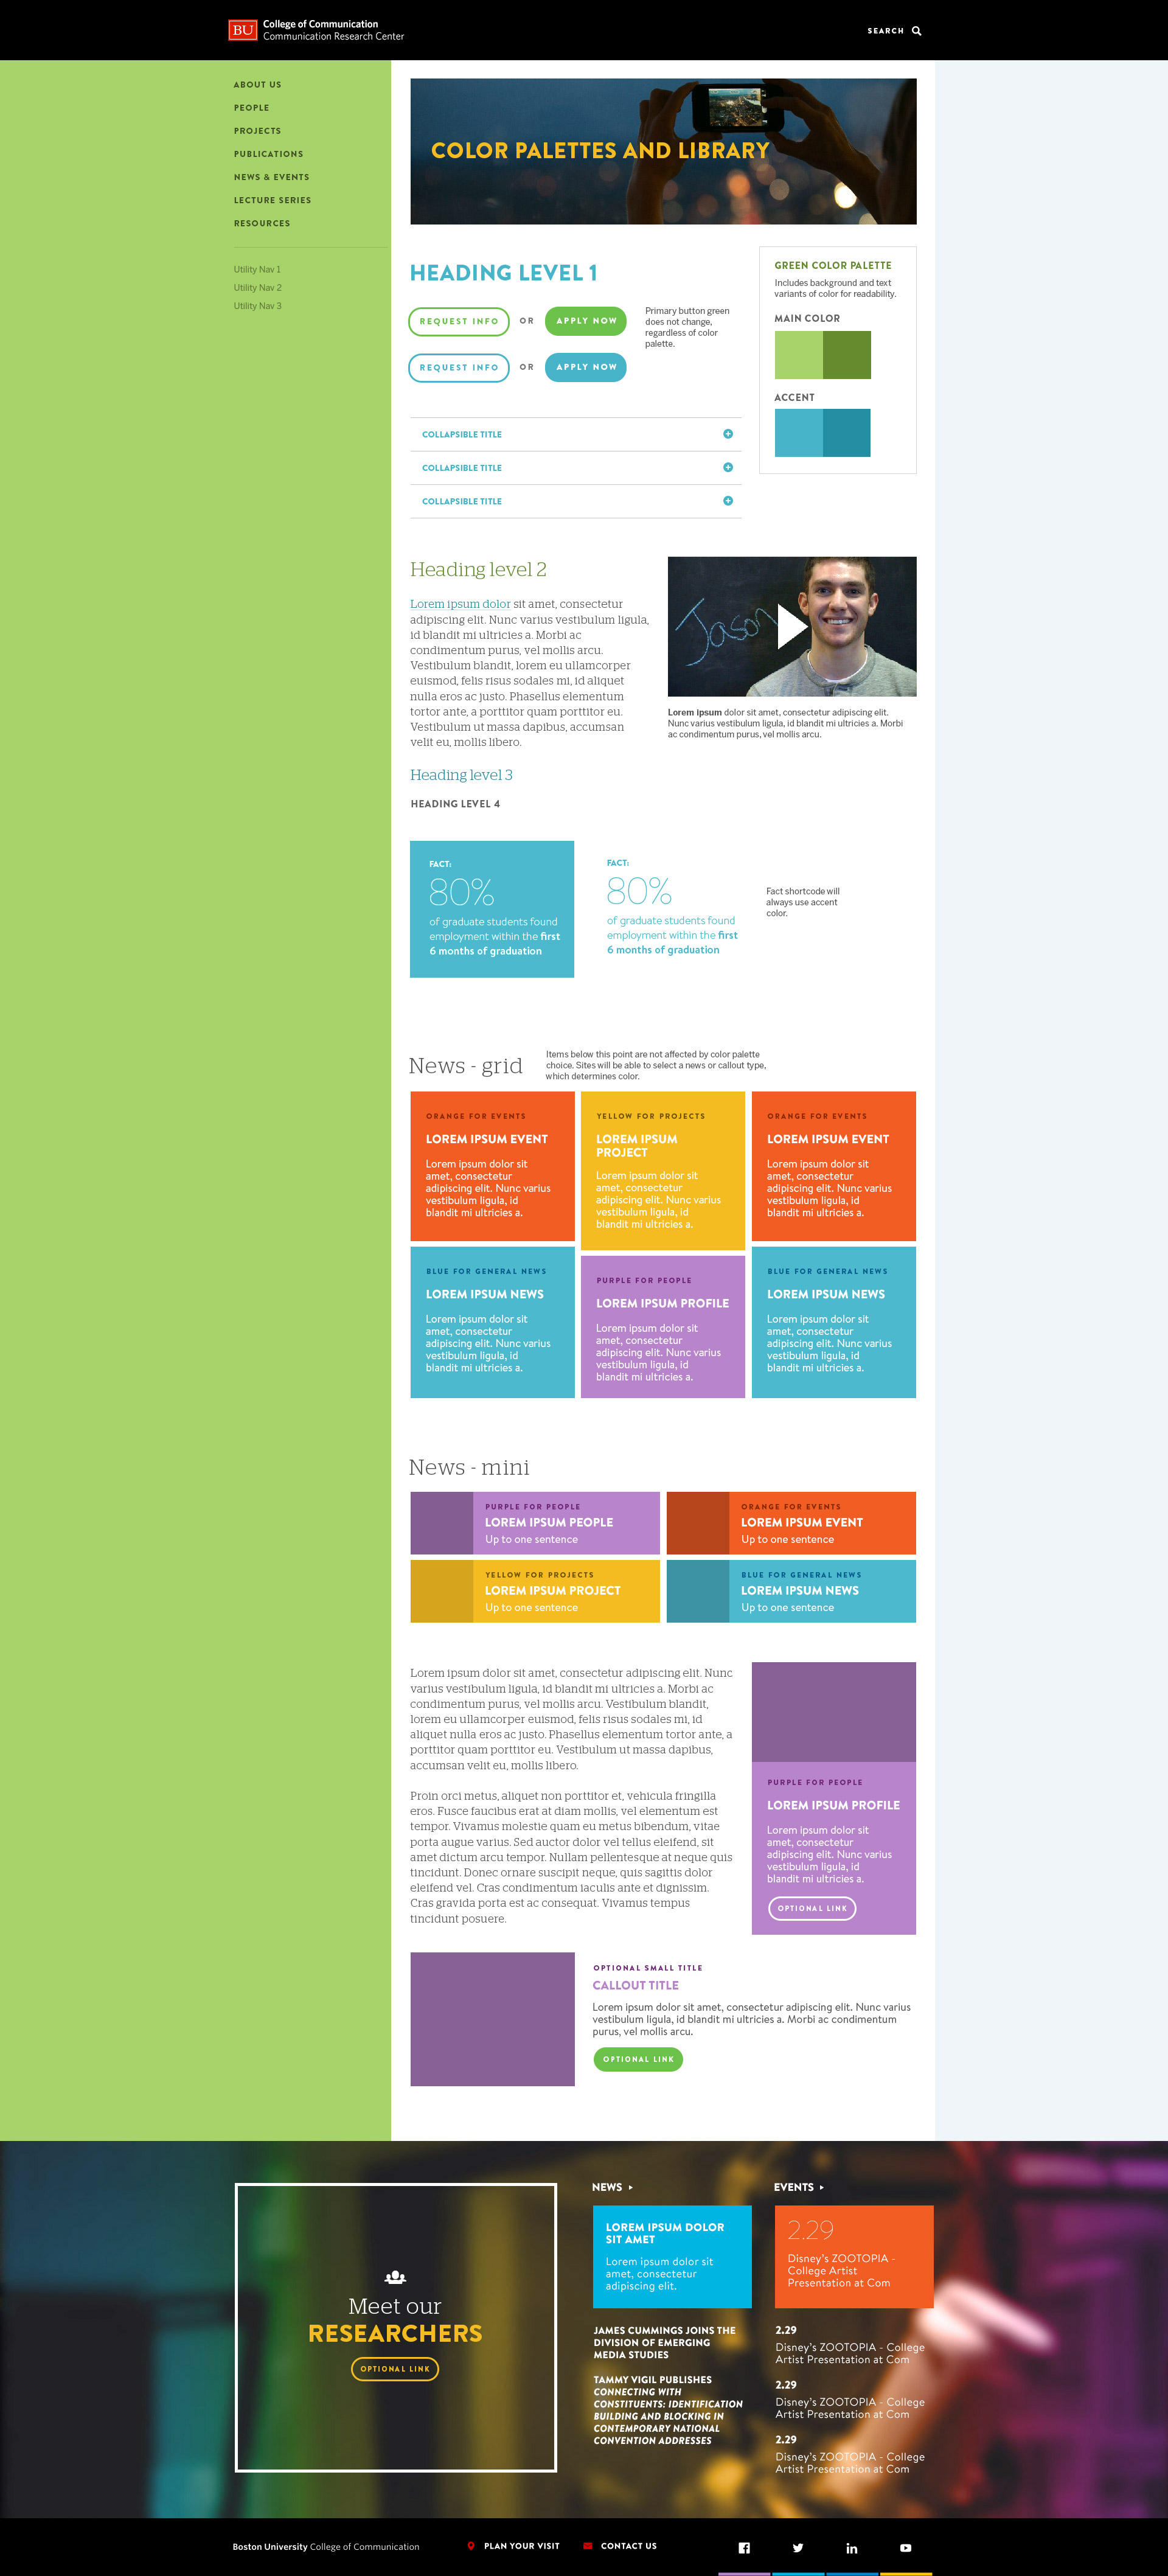 BU
College of Communication
Communication Research Center
SEARCH
ABOUT US
PEOPLE
PROJECTS
PUBLICATIONS
NEWS & EVENTS
LECTURE SERIES
RESOURCES
Utility Nav 1
Utility Nav 2
Utility Nav 3
COLOR PALETTES AND LIBRARY
HEADING LEVEL 1
REQUEST INFO OR APPLY NOW
REQUEST INFO OR APPLY NOW
Primary button green
does not change,
regardless of color
palette.
GREEN COLOR PALETTE
Includes background and text
variants of color for readability.
MAIN COLOR
ACCENT
COLLAPSIBLE TITLE
COLLAPSIBLE TITLE
COLLAPSIBLE TITLE
Heading level 2
Lorem ipsum dolor sit amet, consectetur
adipiscing elit. Nunc varius vestibulum ligula,
id blandit mi ultricies a. Morbi ac
condimentum purus, vel mollis arcu.
Vestibulum blandit, lorem eu ullamcorper
euismod, felis risus sodales mi, id aliquet
nulla eros ac justo. Phasellus elementum
tortor ante, a porttitor quam porttitor eu.
Vestibulum ut massa dapibus, accumsan
velit eu, mollis libero.
Jason
Lorem ipsum dolor sit amet, consectetur adipiscing elit.
Nunc varius vestibulum ligula, id blandit mi ultricies a. Morbi
ac condimentum purus, vel mollis arcu.
Heading level 3
HEADING LEVEL 4
FACT:
80%
of graduate students found
employment within the first
6 months of graduation
FACT:
80%
of graduate students found
employment within the first
6 months of graduation
Fact shortcode will
always use accent
color.
News - grid
Items below this point are not affected by color palette
choice. Sites will be able to select a news or callout type,
which determines color.
ORANGE FOR EVENTS
LOREM IPSUM EVENT
Lorem ipsum dolor sit
amet, consectetur
adipiscing elit. Nunc varius
vestibulum ligula, id
blandit mi ultricies a.
YELLOW FOR PROJECTS
LOREM IPSUM
PROJECT
Lorem ipsum dolor sit
amet, consectetur
adipiscing elit. Nunc varius
vestibulum ligula, id
blandit mi ultricies a.
ORANGE FOR EVENTS
LOREM IPSUM EVENT
Lorem ipsum dolor sit
amet, consectetur
adipiscing elit. Nunc varius
vestibulum ligula, id
blandit mi ultricies a.
BLUE FOR GENERAL NEWS
LOREM IPSUM NEWS
Lorem ipsum dolor sit
amet, consectetur
adipiscing elit. Nunc varius
vestibulum ligula, id
blandit mi ultricies a.
PURPLE FOR PEOPLE
LOREM IPSUM PROFILE
Lorem ipsum dolor sit
amet, consectetur
adipiscing elit. Nunc varius
vestibulum ligula, id
blandit mi ultricies a.
BLUE FOR GENERAL NEWS
LOREM IPSUM NEWS
Lorem ipsum dolor sit
amet, consectetur
adipiscing elit. Nunc varius
vestibulum ligula, id
blandit mi ultricies a.
News - mini
PURPLE FOR PEOPLE
LOREM IPSUM PEOPLE
Up to one sentence
ORANGE FOR EVENTS
LOREM IPSUM EVENT
Up to one sentence
YELLOW FOR PROJECTS
LOREM IPSUM PROJECT
Up to one sentence
BLUE FOR GENERAL NEWS
LOREM IPSUM NEWS
Up to one sentence
Lorem ipsum dolor sit amet, consectetur adipiscing elit. Nunc
varius vestibulum ligula, id blandit mi ultricies a. Morbi ac
condimentum purus, vel mollis arcu. Vestibulum blandit,
lorem eu ullamcorper euismod, felis risus sodales mi, id
aliquet nulla eros ac justo. Phasellus elementum tortor ante, a
porttitor quam porttitor eu. Vestibulum ut massa dapibus,
accumsan velit eu, mollis libero.
Proin orci metus, aliquet non porttitor et, vehicula fringilla
eros. Fusce faucibus erat at diam mollis, vel elementum est
tempor. Vivamus molestie quam eu metus bibendum, vitae
porta augue varius. Sed auctor dolor vel tellus eleifend, sit
amet dictum arcu tempor. Nullam pellentesque at neque quis
tincidunt. Donec ornare suscipit neque, quis sagittis dolor
eleifend vel. Cras condimentum iaculis ante et dignissim.
Cras gravida porta est ac consequat. Vivamus tempus
tincidunt posuere.
PURPLE FOR PEOPLE
LOREM IPSUM PROFILE
Lorem ipsum dolor sit
amet, consectetur
adipiscing elit. Nunc varius
vestibulum ligula, id
blandit mi ultricies a.
OPTIONAL LINK
OPTIONAL SMALL TITLE
CALLOUT TITLE
Lorem ipsum dolor sit amet, consectetur adipiscing elit. Nunc varius
vestibulum ligula, id blandit mi ultricies a. Morbi ac condimentum
purus, vel mollis arcu.
OPTIONAL LINK
Meet our
RESEARCHERS
OPTIONAL LINK
NEWS
LOREM IPSUM DOLOR
SIT AMET
Lorem ipsum dolor sit
amet, consectetur
adipiscing elit.
JAMES CUMMINGS JOINS THE
DIVISION OF EMERGING
MEDIA STUDIES
TAMMY VIGIL PUBLISHES
CONNECTING WITH
CONSTITUENTS: IDENTIFICATION
BUILDING AND BLOCKING IN
CONTEMPORARY NATIONAL
CONVENTION ADDRESSES
EVENTS
2.29
Disney's ZOOTOPIA -
College Artist
Presentation at Com
2.29
Disney's ZOOTOPIA - College
Artist Presentation at Com
2.29
Disney's ZOOTOPIA - College
Artist Presentation at Com
2.29
Disney's ZOOTOPIA - College
Artist Presentation at Com
Boston University College of Communication
PLAN YOUR VISIT
CONTACT US